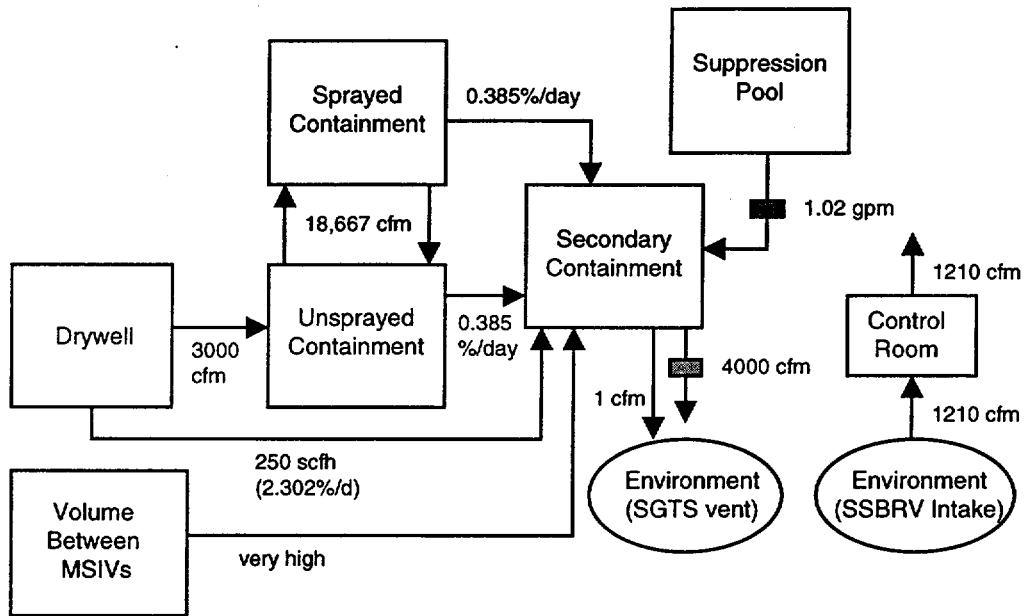 Sprayed
Containment
0.385%/day
Suppression
Pool
1.02 gpm
18,667 cfm
Secondary
Containment
1210 cfm
Drywell
3000
cfm
Unsprayed
Containment
0.385
%/day
Control
Room
4000 cfm
1 cfm
1210 cfm
250 scfh
(2.302%/d)
Environment
(SGTS vent)
Environment
(SSBRV Intake)
Volume
Between
MSIVs
very high